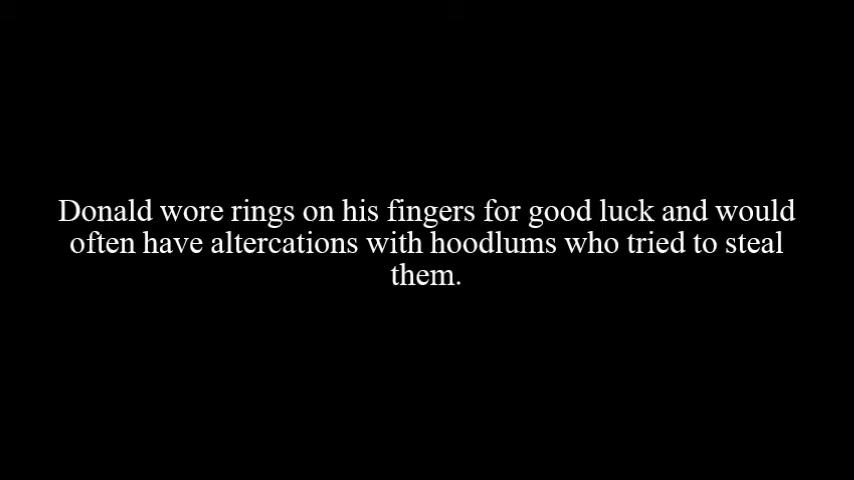 Donald wore rings on his fingers for good luck and would
often have altercations with hoodlums who tried to steal
them.